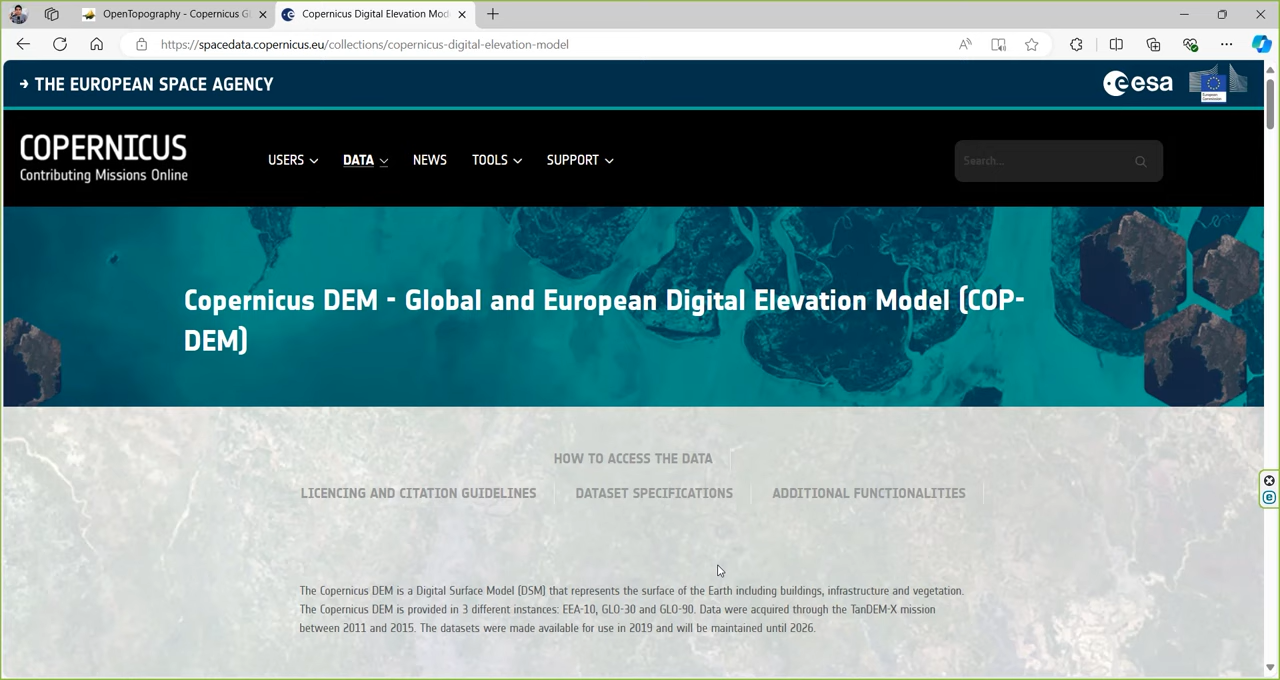 OpenTopography - Copernicus Gl
Copernicus Digital Elevation Mod
https://spacedata.copernicus.eu/collections/copernicus-digital-elevation-model
→ THE EUROPEAN SPACE AGENCY
esa
COPERNICUS
Contributing Missions Online
USERS
DATA
NEWS
TOOLS
SUPPORT
Search...
Copernicus DEM - Global and European Digital Elevation Model (COP-
DEM)
HOW TO ACCESS THE DATA
LICENCING AND CITATION GUIDELINES
DATASET SPECIFICATIONS
ADDITIONAL FUNCTIONALITIES
The Copernicus DEM is a Digital Surface Model (DSM) that represents the surface of the Earth including buildings, infrastructure and vegetation.
The Copernicus DEM is provided in 3 different instances: EEA-10, GLO-30 and GLO-90. Data were acquired through the TanDEM-X mission
between 2011 and 2015. The datasets were made available for use in 2019 and will be maintained until 2026.